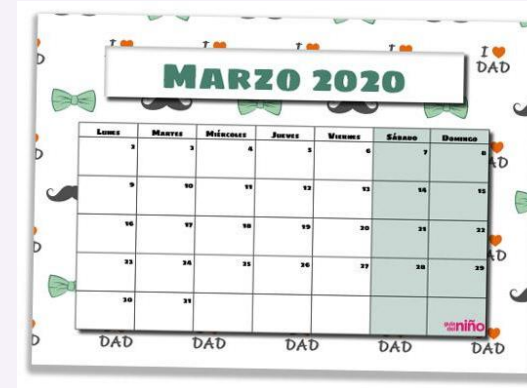 I I I I I
DAD
MARZO 2020
LUNES MARTES MIÉRCOLES JUEVES VIERNES SÁBADO DOMINGO
2 3 4 5 6 7 8
9 10 11 12 13 14 15
16 17 18 19 20 21 22
23 24 25 26 27 28 29
30 31
niño
DAD DAD DAD DAD DAD